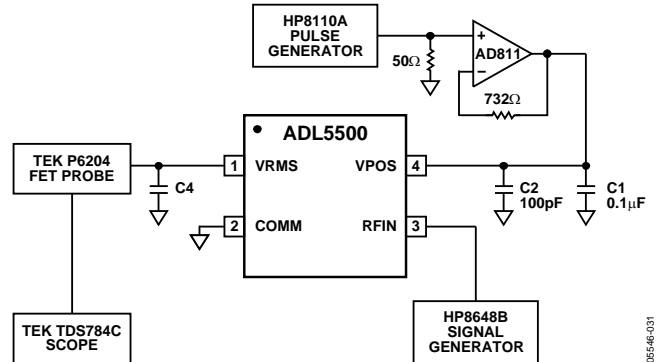 HP8110A
PULSE
GENERATOR
50Ω
+
AD811
–
732Ω
ADL5500
TEK P6204
FET PROBE
C4
1
VRMS
VPOS
4
C2
100pF
C1
0.1μF
2
COMM
RFIN
3
TEK TDS784C
SCOPE
HP8648B
SIGNAL
GENERATOR
05546-031